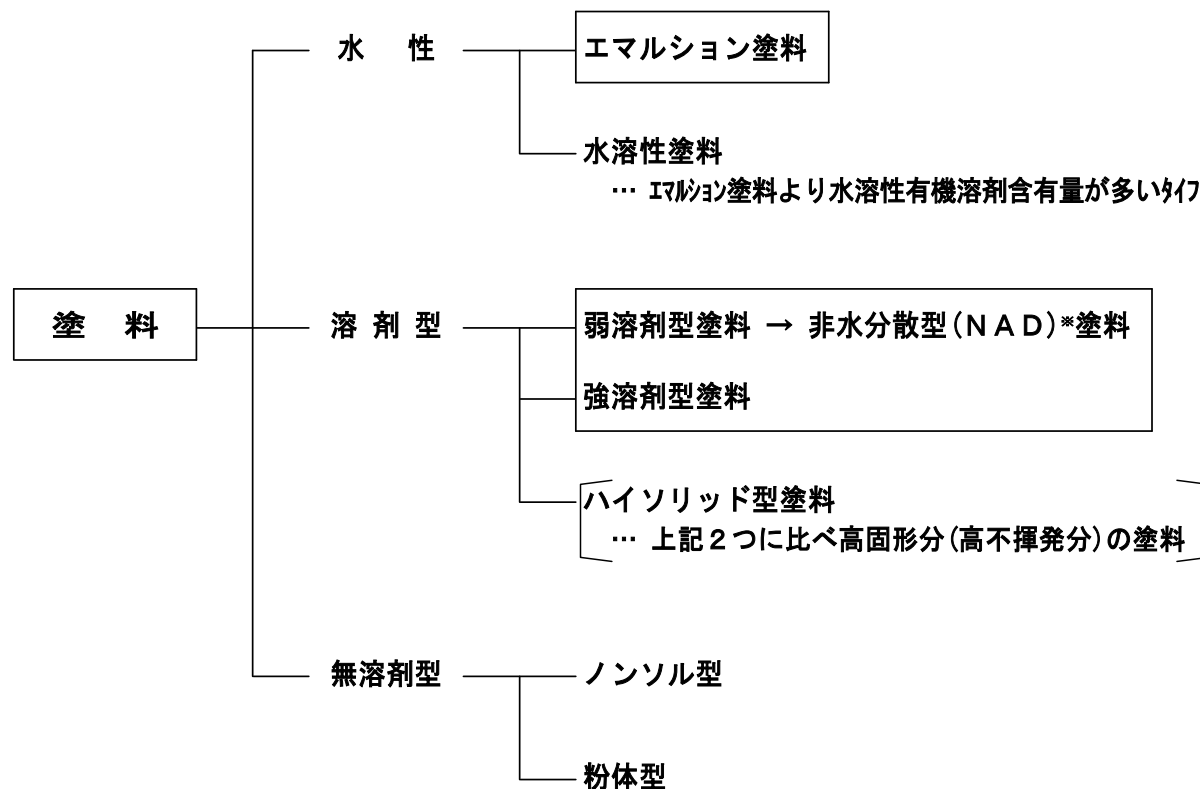 水　性
エマルション塗料
水溶性塗料
… ｴﾏﾙｼｮﾝ塗料より水溶性有機溶剤含有量が多いﾀｲﾌ
塗　料
溶 剤 型
弱溶剤型塗料 → 非水分散型(ＮＡＤ)※塗料
強溶剤型塗料
ハイソリッド型塗料
… 上記２つに比べ高固形分(高不揮発分)の塗料
無溶剤型
ノンソル型
粉体型